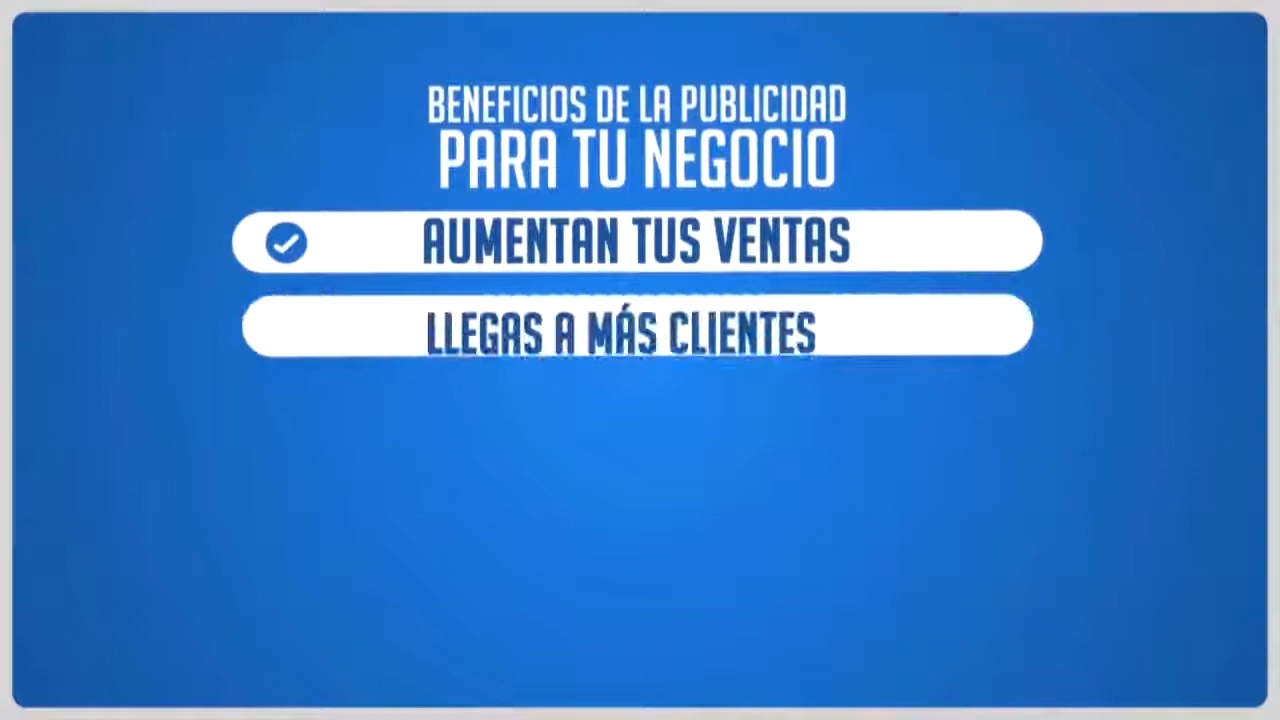 BENEFICIOS DE LA PUBLICIDAD
PARA TU NEGOCIO
AUMENTAN TUS VENTAS
LLEGAS A MÁS CLIENTES